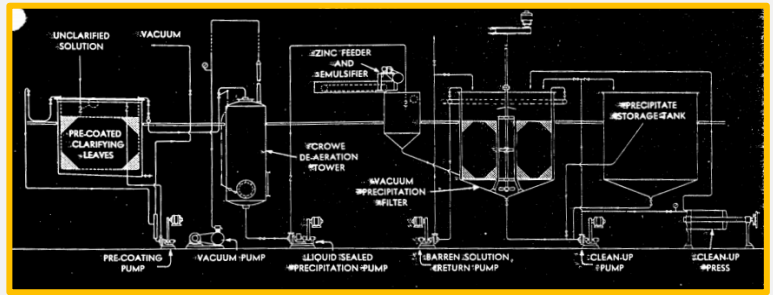 UNCLARIFIED
SOLUTION
VACUUM
ZINC FEEDER
AND
EMULSIFIER
PRE-COATED
CLARIFYING
LEAVES
CROWE
DE-AERATION
TOWER
VACUUM
PRECIPITATION
FILTER
PRECIPITATE
STORAGE TANK
PRE-COATING
PUMP
VACUUM PUMP
LIQUID SEALED
PRECIPITATION PUMP
BARREN SOLUTION
RETURN PUMP
CLEAN-UP
PUMP
CLEAN-UP
PRESS